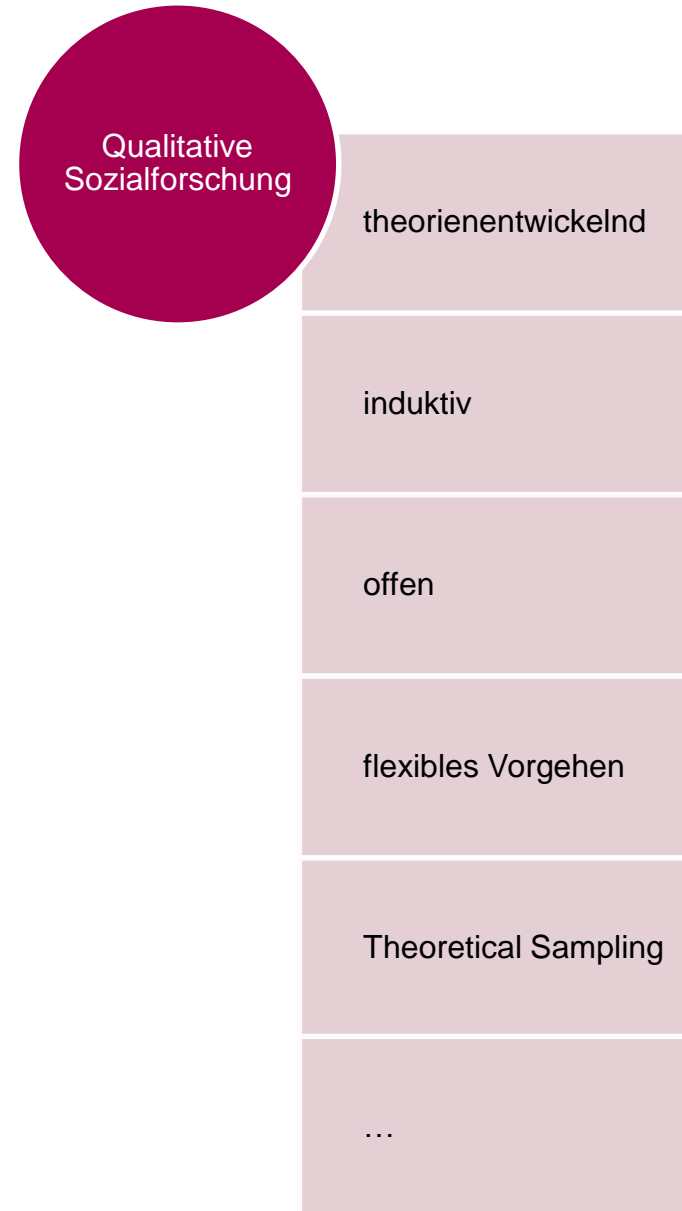 Qualitative
Sozialforschung
theorienentwickelnd
induktiv
offen
flexibles Vorgehen
Theoretical Sampling
…